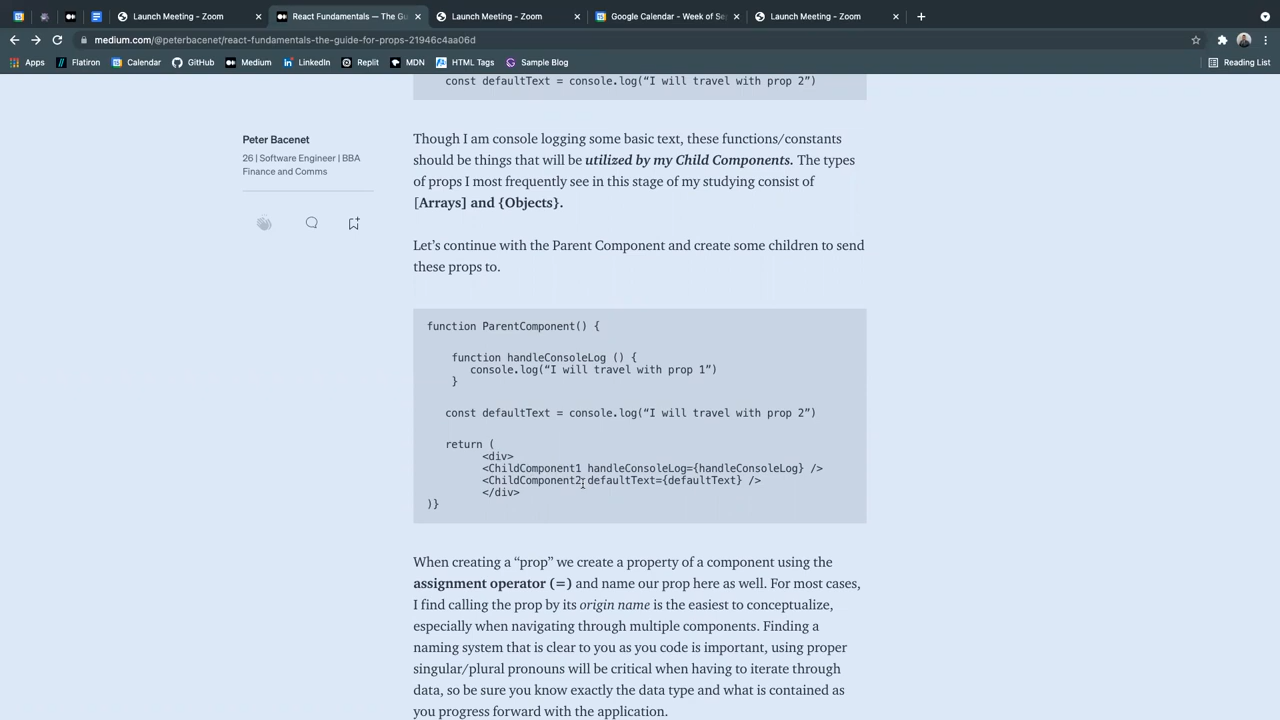 Launch Meeting - Zoom
React Fundamentals — The Gu
Launch Meeting - Zoom
Google Calendar - Week of Se
Launch Meeting - Zoom
medium.com/@peterbacenet/react-fundamentals-the-guide-for-props-21946c4aa06d
Apps Flatiron Calendar GitHub Medium LinkedIn Replit MDN HTML Tags Sample Blog Reading List
const defaultText = console.log(“I will travel with prop 2”)
Peter Bacenet
26 | Software Engineer | BBA
Finance and Comms
Though I am console logging some basic text, these functions/constants
should be things that will be utilized by my Child Components. The types
of props I most frequently see in this stage of my studying consist of
[Arrays] and {Objects}.
Let’s continue with the Parent Component and create some children to send
these props to.
function ParentComponent() {
function handleConsoleLog () {
console.log(“I will travel with prop 1”)
}
const defaultText = console.log(“I will travel with prop 2”)
return (
<div>
<ChildComponent1 handleConsoleLog={handleConsoleLog} />
<ChildComponent2 defaultText={defaultText} />
</div>
)}
When creating a “prop” we create a property of a component using the
assignment operator (=) and name our prop here as well. For most cases,
I find calling the prop by its origin name is the easiest to conceptualize,
especially when navigating through multiple components. Finding a
naming system that is clear to you as you code is important, using proper
singular/plural pronouns will be critical when having to iterate through
data, so be sure you know exactly the data type and what is contained as
you progress forward with the application.